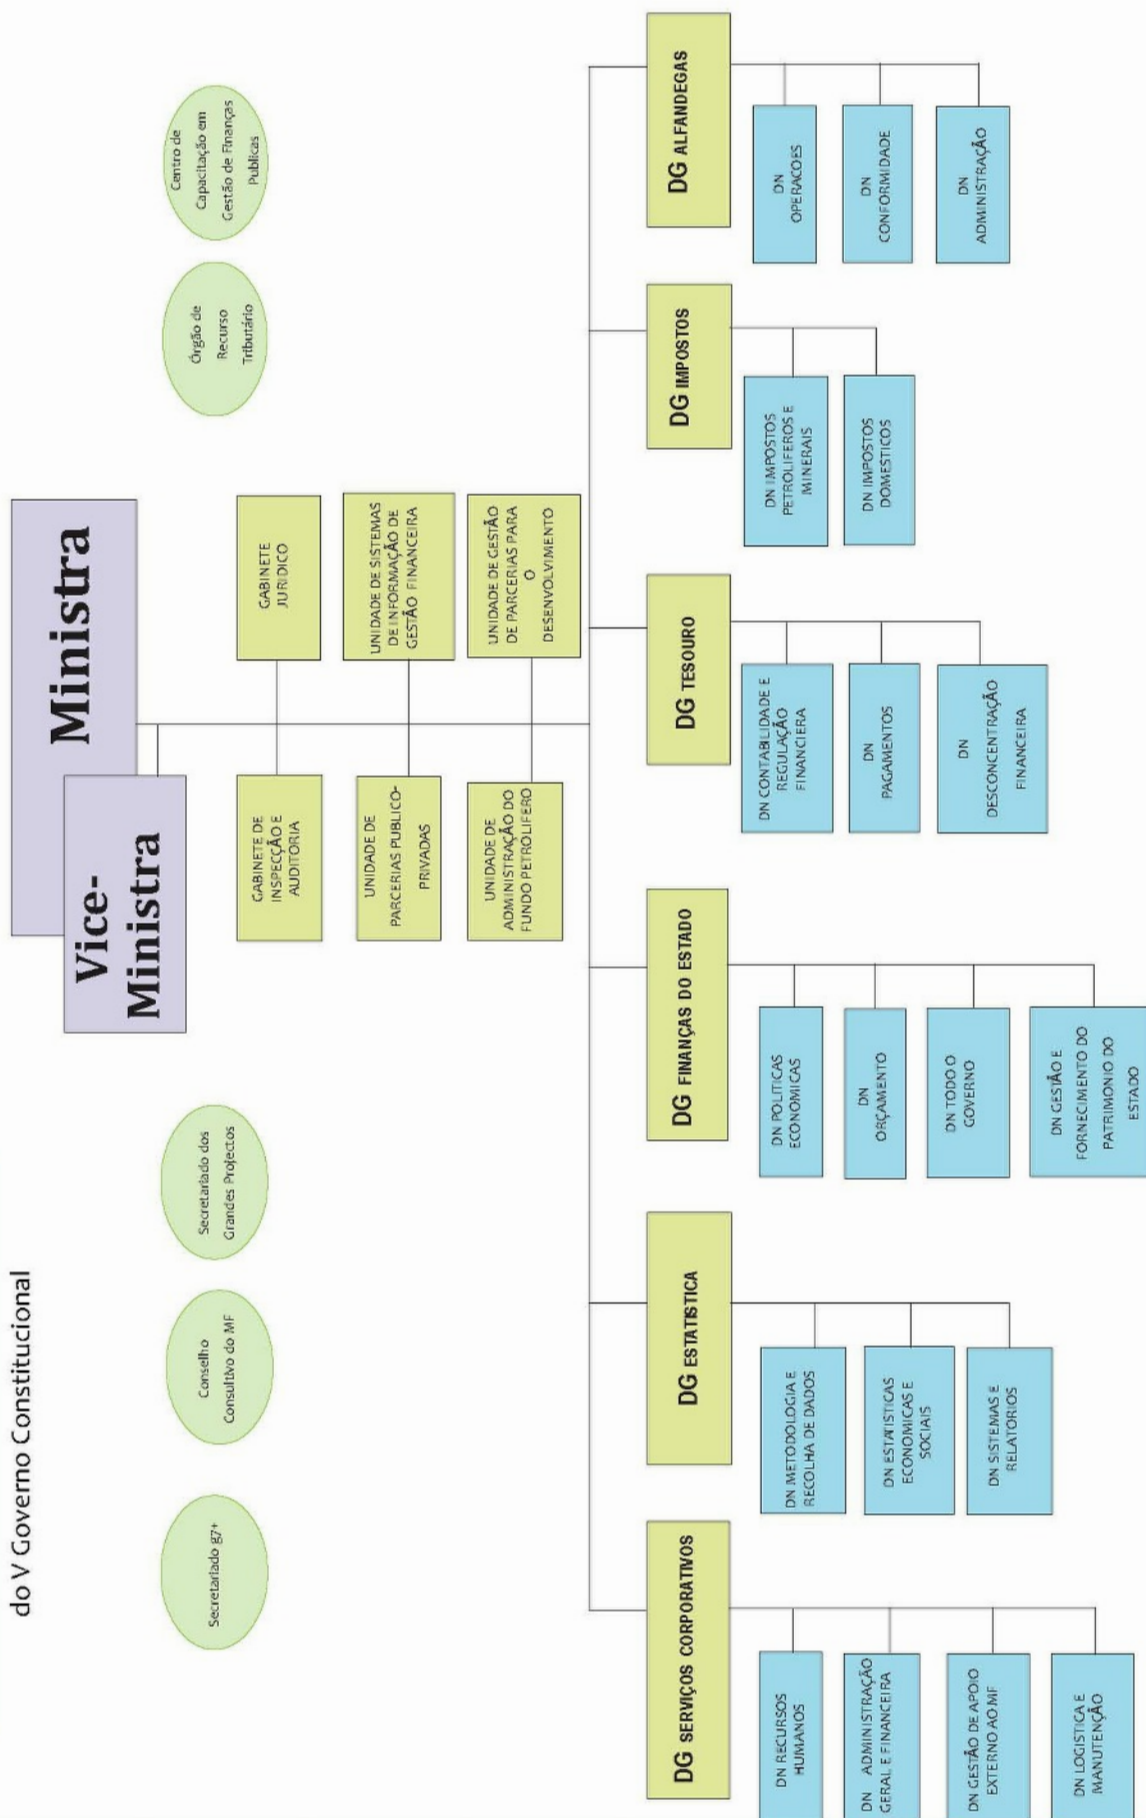 do V Governo Constitucional
Ministra
Vice-
Ministra
Secretariado g7+
Conselho
Consultivo do MF
Secretariado dos
Grandes Projectos
Órgão de
Recurso
Tributário
Centro de
Capacitação em
Gestão de Finanças
Publicas
GABINETE DE
INSPECÇÃO E
AUDITORIA
GABINETE
JURIDICO
UNIDADE DE
PARCERIAS PUBLICO-
PRIVADAS
UNIDADE DE SISTEMAS
DE INFORMAÇÃO DE
GESTÃO FINANCEIRA
UNIDADE DE
ADMINISTRAÇÃO DO
FUNDO PETROLIFERO
UNIDADE DE GESTÃO
DE PARCERIAS PARA
O
DESENVOLVIMENTO
DG SERVIÇOS CORPORATIVOS
DN RECURSOS
HUMANOS
DN ADMINISTRAÇÃO
GERAL E FINANCEIRA
DN GESTÃO DE APOIO
EXTERNO AO MF
DN LOGISTICA E
MANUTENÇÃO
DG ESTATISTICA
DN METODOLOGIA E
RECOLHA DE DADOS
DN ESTATISTICAS
ECONOMICAS E
SOCIAIS
DN SISTEMAS E
RELATORIOS
DG FINANÇAS DO ESTADO
DN POLITICAS
ECONOMICAS
DN
ORÇAMENTO
DN TODO O
GOVERNO
DN GESTÃO E
FORNECIMENTO DO
PATRIMONIO DO
ESTADO
DG TESOURO
DN CONTABILIDADE E
REGULAÇÃO
FINANCIERA
DN
PAGAMENTOS
DN
DESCONCENTRAÇÃO
FINANCEIRA
DG IMPOSTOS
DN IMPOSTOS
PETROLIFEROS E
MINERAIS
DN IMPOSTOS
DOMESTICOS
DG ALFANDEGAS
DN
OPERACOES
DN
CONFORMIDADE
DN
ADMINISTRAÇÃO